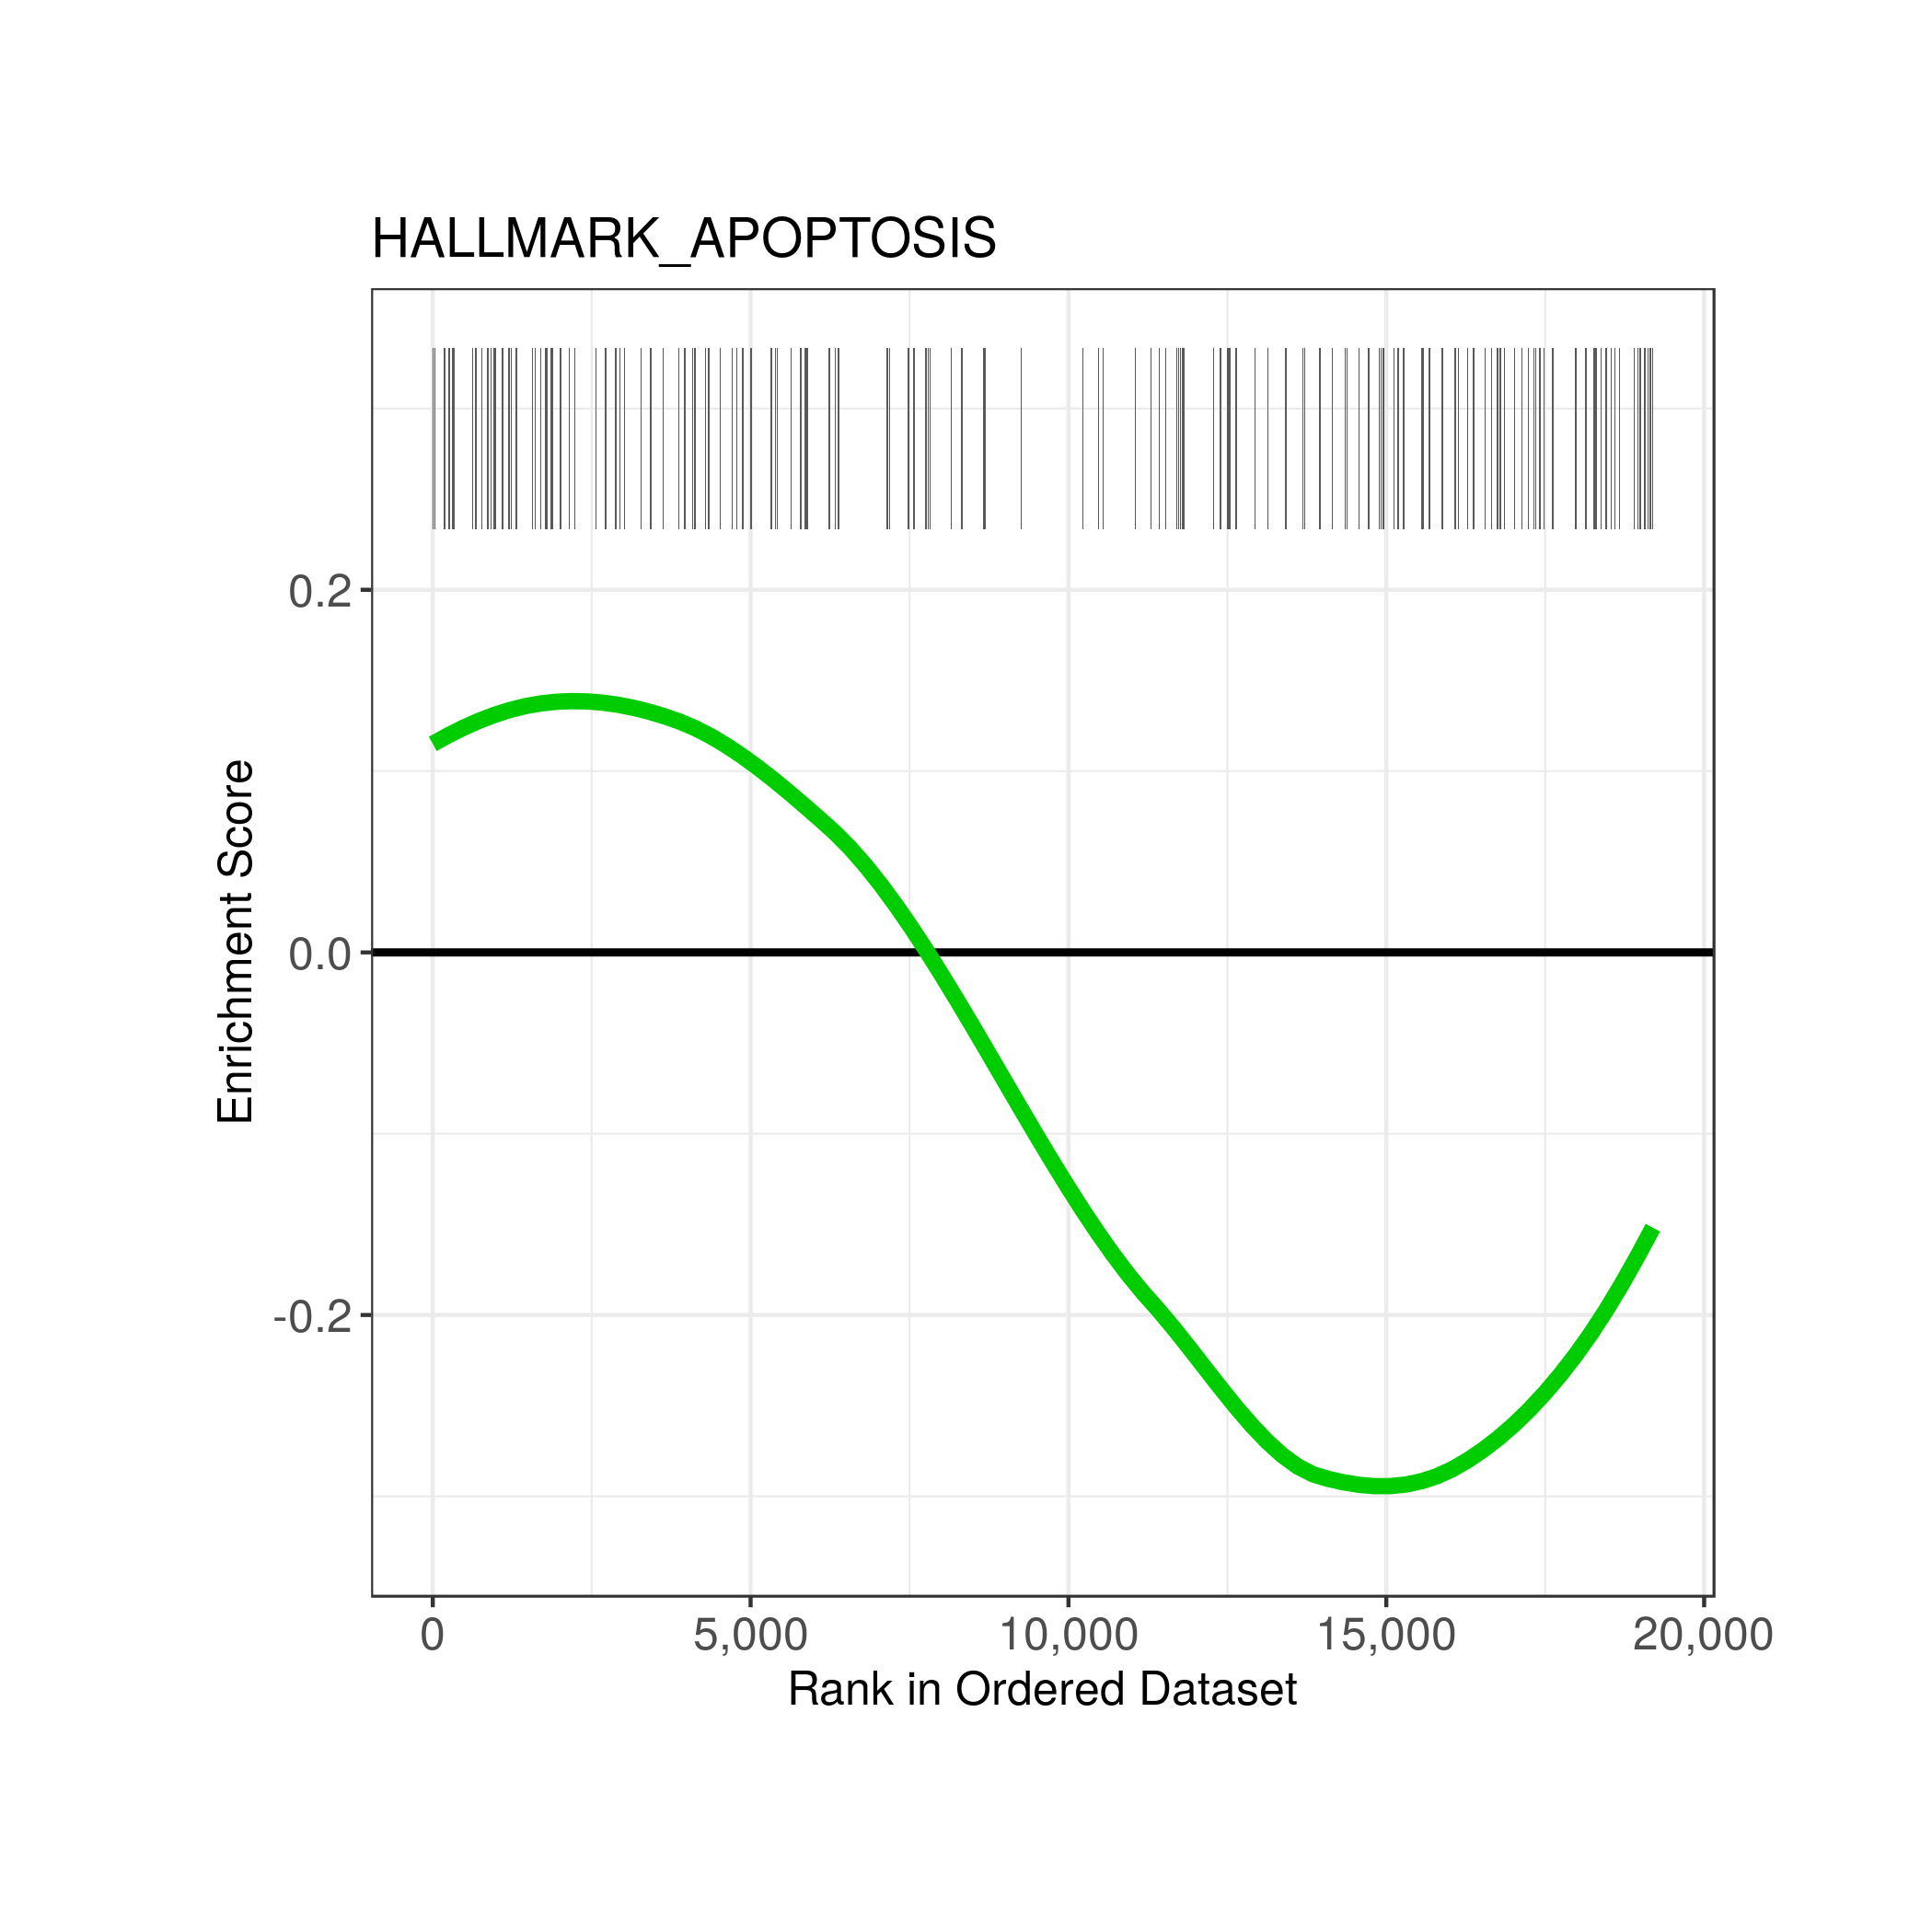 HALLMARK_APOPTOSIS
0.2
0.0
-0.2
Enrichment Score
0 5,000 10,000 15,000 20,000
Rank in Ordered Dataset